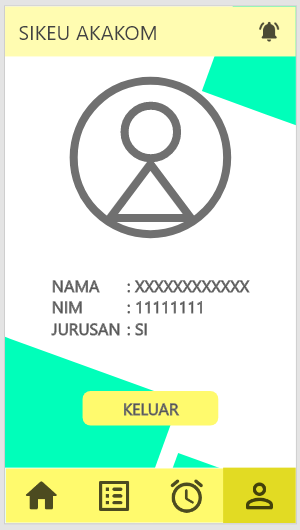 SIKEU AKAKOM
NAMA : XXXXXXXXXXXX
NIM : 11111111
JURUSAN : SI
KELUAR